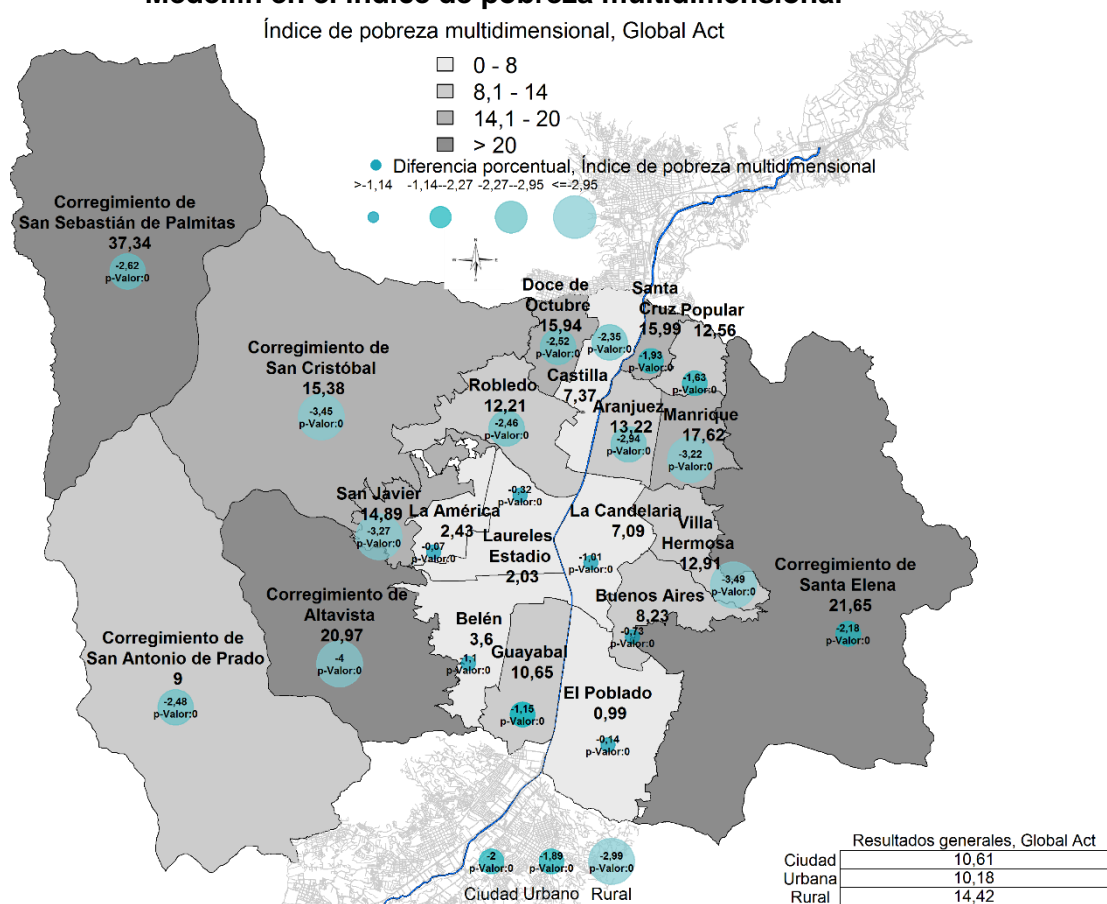 Medellín en el índice de pobreza multidimensional
Índice de pobreza multidimensional, Global Act
0 - 8
8,1 - 14
14,1 - 20
> 20
Diferencia porcentual, Índice de pobreza multidimensional
>-1,14 -1,14--2,27 -2,27--2,95 <=-2,95
Corregimiento de
San Sebastián de Palmitas
37,34
-2,62
p-Valor:0
Doce de
Octubre
15,94
-2,52
p-Valor:0
-2,35
p-Valor:0
Castilla
7,37
Santa
Cruz
15,99
-1,93
p-Valor:0
Popular
12,56
-1,63
p-Valor:0
Corregimiento de
San Cristóbal
15,38
-3,45
p-Valor:0
Robledo
12,21
-2,46
p-Valor:0
Aranjuez
13,22
-2,94
p-Valor:0
Manrique
17,62
-3,22
p-Valor:0
San Javier
14,89
-3,27
p-Valor:0
La América
2,43
-0,07
p-Valor:0
-0,32
p-Valor:0
Laureles
Estadio
2,03
La Candelaria
7,09
-1,01
p-Valor:0
Villa
Hermosa
12,91
-3,49
p-Valor:0
Corregimiento de
Santa Elena
21,65
-2,18
p-Valor:0
Corregimiento de
Altavista
20,97
-4
p-Valor:0
Buenos Aires
8,23
-0,73
p-Valor:0
Corregimiento de
San Antonio de Prado
9
-2,48
p-Valor:0
Belén
3,6
-1,1
p-Valor:0
Guayabal
10,65
-1,15
p-Valor:0
El Poblado
0,99
-0,14
p-Valor:0
-2
p-Valor:0
Ciudad
-1,89
p-Valor:0
Urbano
-2,99
p-Valor:0
Rural
Resultados generales, Global Act
Ciudad 10,61
Urbana 10,18
Rural 14,42